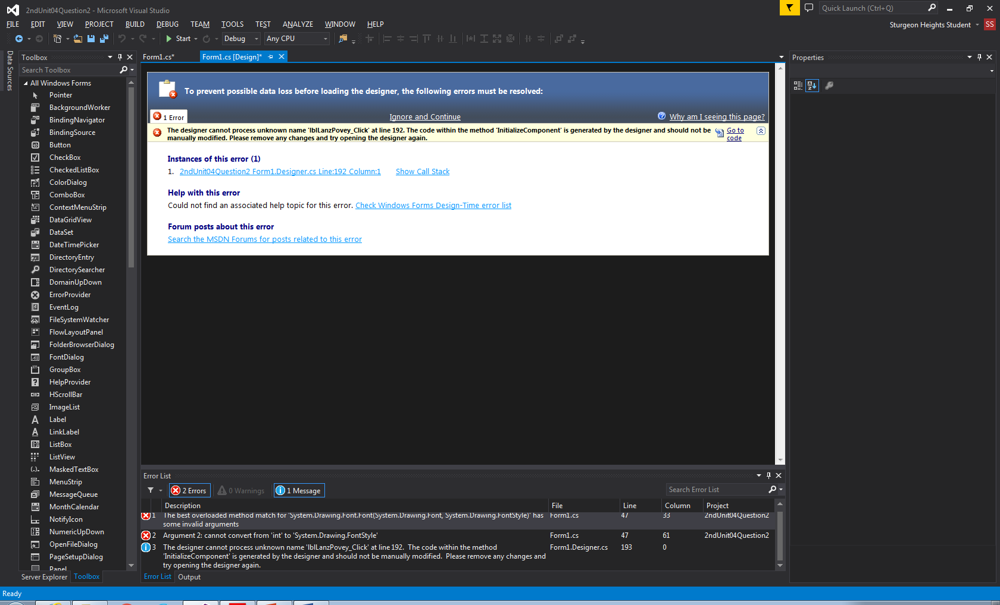 2ndUnit04Question2 - Microsoft Visual Studio
Quick Launch (Ctrl+Q)
FILE EDIT VIEW PROJECT BUILD DEBUG TEAM TOOLS TEST ANALYZE WINDOW HELP
Sturgeon Heights Student SS
Start Debug Any CPU
Data Sources
Toolbox
Search Toolbox
All Windows Forms
Pointer
BackgroundWorker
BindingNavigator
BindingSource
Button
CheckBox
CheckedListBox
ColorDialog
ComboBox
ContextMenuStrip
DataGridView
DataSet
DateTimePicker
DirectoryEntry
DirectorySearcher
DomainUpDown
ErrorProvider
EventLog
FileSystemWatcher
FlowLayoutPanel
FolderBrowserDialog
FontDialog
GroupBox
HelpProvider
HScrollBar
ImageList
Label
LinkLabel
ListBox
ListView
MaskedTextBox
MenuStrip
MessageQueue
MonthCalendar
NotifyIcon
NumericUpDown
OpenFileDialog
PageSetupDialog
Panel
Server Explorer Toolbox
Form1.cs* Form1.cs [Design]*
To prevent possible data loss before loading the designer, the following errors must be resolved:
1 Error Ignore and Continue Why am I seeing this page?
The designer cannot process unknown name 'lblLanzPovey_Click' at line 192. The code within the method 'InitializeComponent' is generated by the designer and should not be
manually modified. Please remove any changes and try opening the designer again.
Go to
code
Instances of this error (1)
1. 2ndUnit04Question2 Form1.Designer.cs Line:192 Column:1 Show Call Stack
Help with this error
Could not find an associated help topic for this error. Check Windows Forms Design-Time error list
Forum posts about this error
Search the MSDN Forums for posts related to this error
Properties
Error List
2 Errors 0 Warnings 1 Message Search Error List
Description File Line Column Project
1 The best overloaded method match for 'System.Drawing.Font.Font(System.Drawing.Font, System.Drawing.FontStyle)' has Form1.cs 47 33 2ndUnit04Question2
some invalid arguments
2 Argument 2: cannot convert from 'int' to 'System.Drawing.FontStyle' Form1.cs 47 61 2ndUnit04Question2
3 The designer cannot process unknown name 'lblLanzPovey_Click' at line 192. The code within the method Form1.Designer.cs 193 0
'InitializeComponent' is generated by the designer and should not be manually modified. Please remove any changes and
try opening the designer again.
Error List Output
Ready